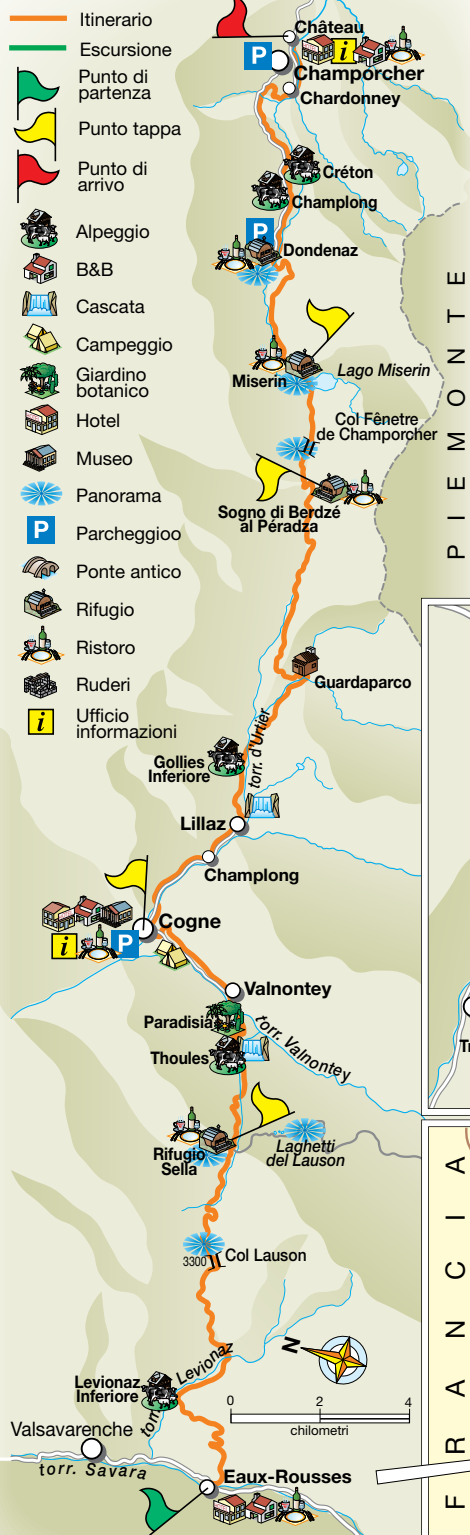 Itinerario
Escursione
Punto di
partenza
Punto tappa
Punto di
arrivo
Alpeggio
B&B
Cascata
Campeggio
Giardino
botanico
Hotel
Museo
Panorama
P
Parcheggioo
Ponte antico
Rifugio
Ristoro
Ruderi
i
Ufficio
informazioni
Château
P
i
Champorcher
Chardonney
Créton
Champlong
P
Dondenaz
Miserin
Lago Miserin
Col Fênetre
de Champorcher
Sogno di Berdzé
al Péradza
PIEMONTE
Guardaparco
torr. d'Urtier
Gollies
Inferiore
Lillaz
Champlong
Cogne
i
P
Valnontey
Paradisia
torr. Valnontey
Thoules
Rifugio
Sella
Laghetti
del Lauson
3300
Col Lauson
N
Levionaz
Inferiore
torr. Levionaz
0 2 4
chilometri
Valsavarenche
torr. Savara
Eaux-Rousses
FRANCIA